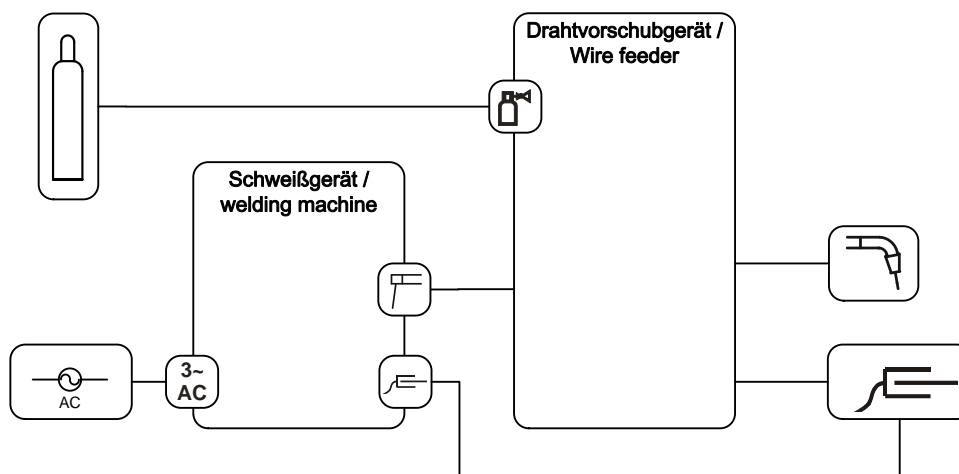 Drahtvorschubgerät /
Wire feeder
Schweißgerät /
welding machine
3~
AC
AC